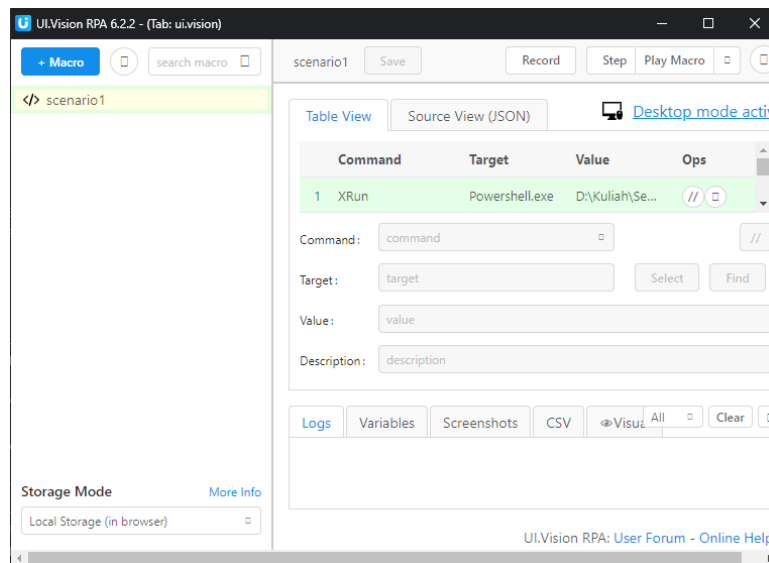 UI.Vision RPA 6.2.2 - (Tab: ui.vision)
+ Macro
search macro
</> scenario1
Storage Mode
More Info
Local Storage (in browser)
scenario1
Save
Record
Step
Play Macro
Table View
Source View (JSON)
Desktop mode activ
Command Target Value Ops
1 XRun Powershell.exe D:\Kuliah\Se... //
Command: command //
Target: target Select Find
Value: value
Description: description
Logs Variables Screenshots CSV Visua All Clear
UI.Vision RPA: User Forum - Online Help